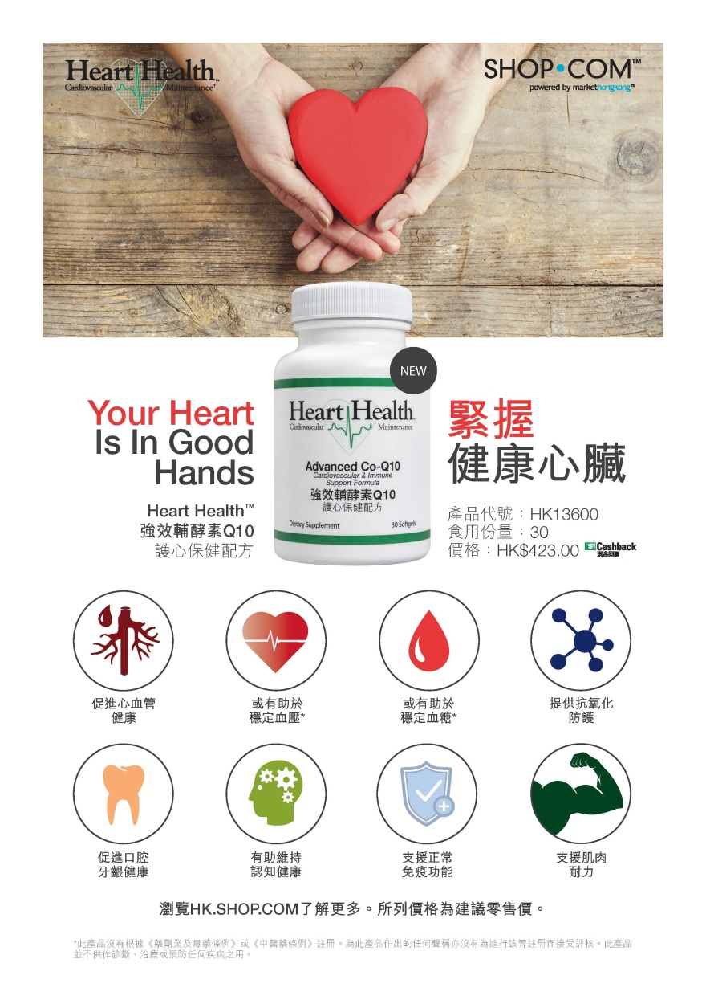 Heart Health™
Cardiovascular Maintenance†
SHOP•COM™
powered by markethongkong™
NEW
Heart Health™
Cardiovascular Maintenance
Advanced Co-Q10
Cardiovascular & Immune
Support Formula
強效輔酵素Q10
護心保健配方
Dietary Supplement 30 Softgels
Your Heart
Is In Good
Hands
Heart Health™
強效輔酵素Q10
護心保健配方
緊握
健康心臟
產品代號：HK13600
食用份量：30
價格：HK$423.00 $ Cashback
現金回贈
促進心血管
健康
或有助於
穩定血壓*
或有助於
穩定血糖*
提供抗氧化
防護
促進口腔
牙齦健康
有助維持
認知健康
支援正常
免疫功能
支援肌肉
耐力
瀏覽HK.SHOP.COM了解更多。所列價格為建議零售價。
*此產品沒有根據《藥劑業及毒藥條例》或《中醫藥條例》註冊。為此產品作出的任何聲稱亦沒有為進行該等註冊而接受評核。此產品
並不供作診斷、治療或預防任何疾病之用。